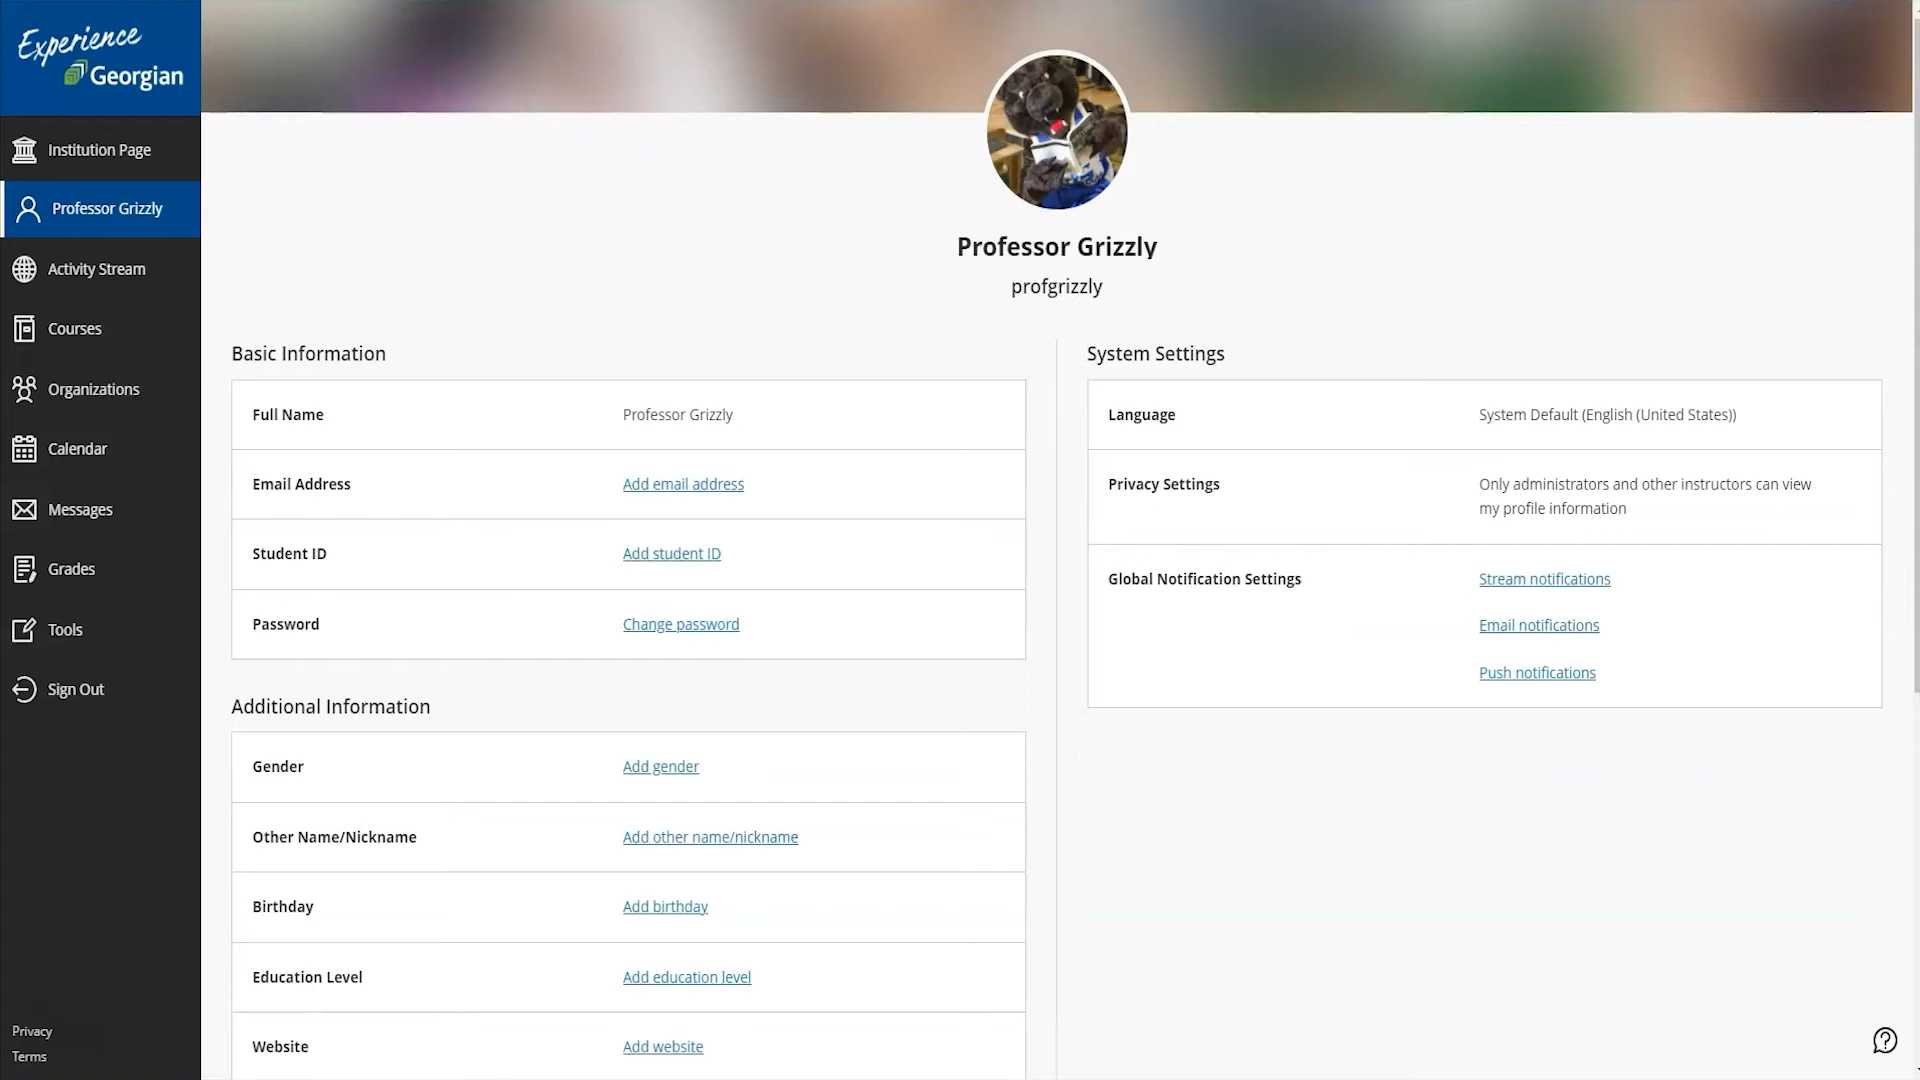 Experience
Georgian
Institution Page
Professor Grizzly
Activity Stream
Courses
Organizations
Calendar
Messages
Grades
Tools
Sign Out
Privacy
Terms
Professor Grizzly
profgrizzly
Basic Information
Full Name Professor Grizzly
Email Address Add email address
Student ID Add student ID
Password Change password
Additional Information
Gender Add gender
Other Name/Nickname Add other name/nickname
Birthday Add birthday
Education Level Add education level
Website Add website
System Settings
Language System Default (English (United States))
Privacy Settings Only administrators and other instructors can view
my profile information
Global Notification Settings Stream notifications
Email notifications
Push notifications